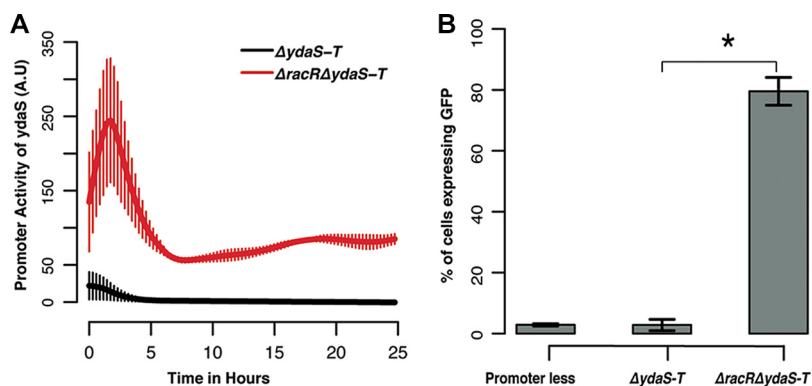 A
Promoter Activity of ydaS (A.U)
350
150
50
0
ΔydaS–T
ΔracRΔydaS–T
0 5 10 15 20 25
Time in Hours
B
% of cells expressing GFP
100
80
60
40
20
0
*
Promoter less ΔydaS-T ΔracRΔydaS-T